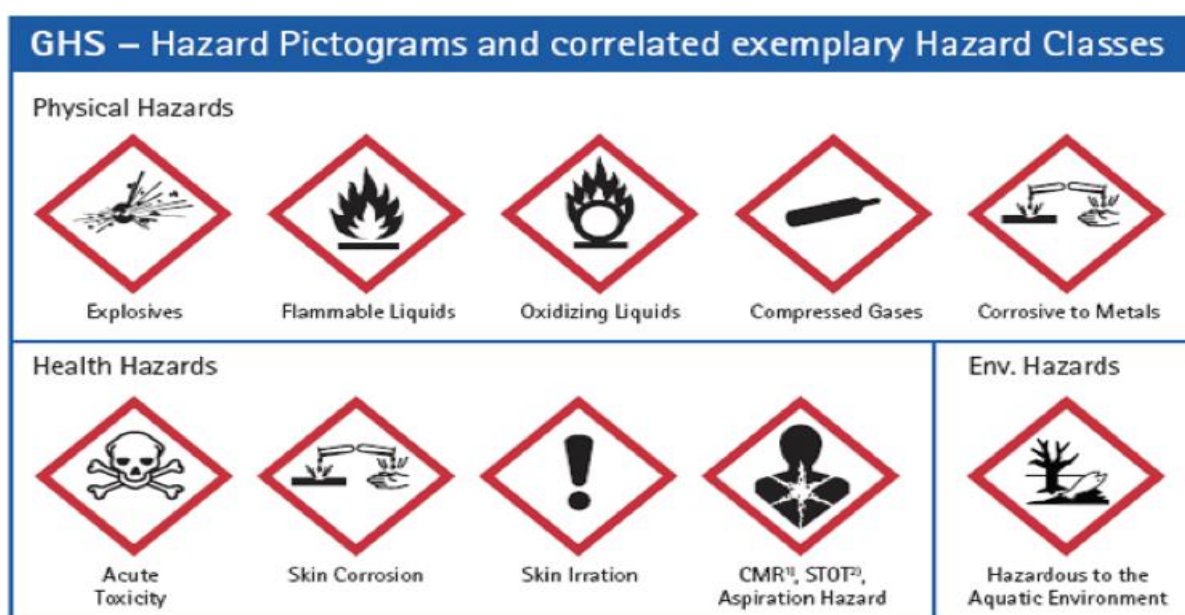 GHS – Hazard Pictograms and correlated exemplary Hazard Classes
Physical Hazards
Explosives
Flammable Liquids
Oxidizing Liquids
Compressed Gases
Corrosive to Metals
Health Hazards
Acute
Toxicity
Skin Corrosion
Skin Irration
CMR¹⁾, STOT²⁾,
Aspiration Hazard
Env. Hazards
Hazardous to the
Aquatic Environment